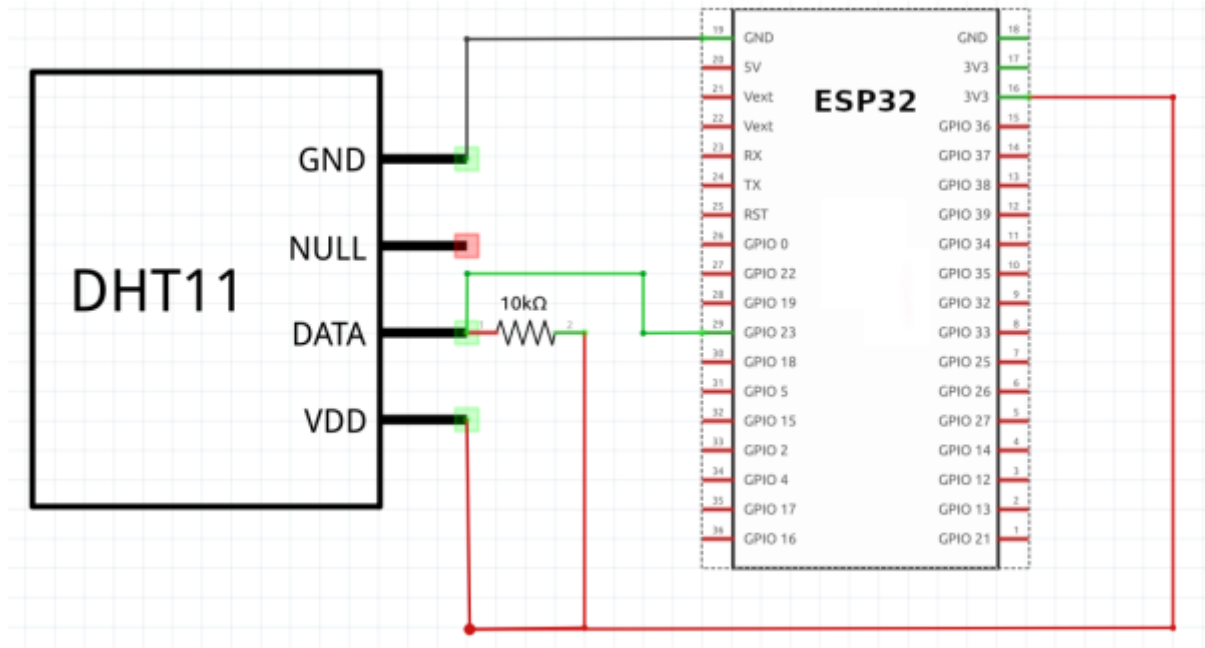 DHT11
GND
NULL
DATA
VDD
10kΩ
1
2
ESP32
19 GND
20 5V
21 Vext
22 Vext
23 RX
24 TX
25 RST
26 GPIO 0
27 GPIO 22
28 GPIO 19
29 GPIO 23
30 GPIO 18
31 GPIO 5
32 GPIO 15
33 GPIO 2
34 GPIO 4
35 GPIO 17
36 GPIO 16
GND 18
3V3 17
3V3 16
GPIO 36 15
GPIO 37 14
GPIO 38 13
GPIO 39 12
GPIO 34 11
GPIO 35 10
GPIO 32 9
GPIO 33 8
GPIO 25 7
GPIO 26 6
GPIO 27 5
GPIO 14 4
GPIO 12 3
GPIO 13 2
GPIO 21 1